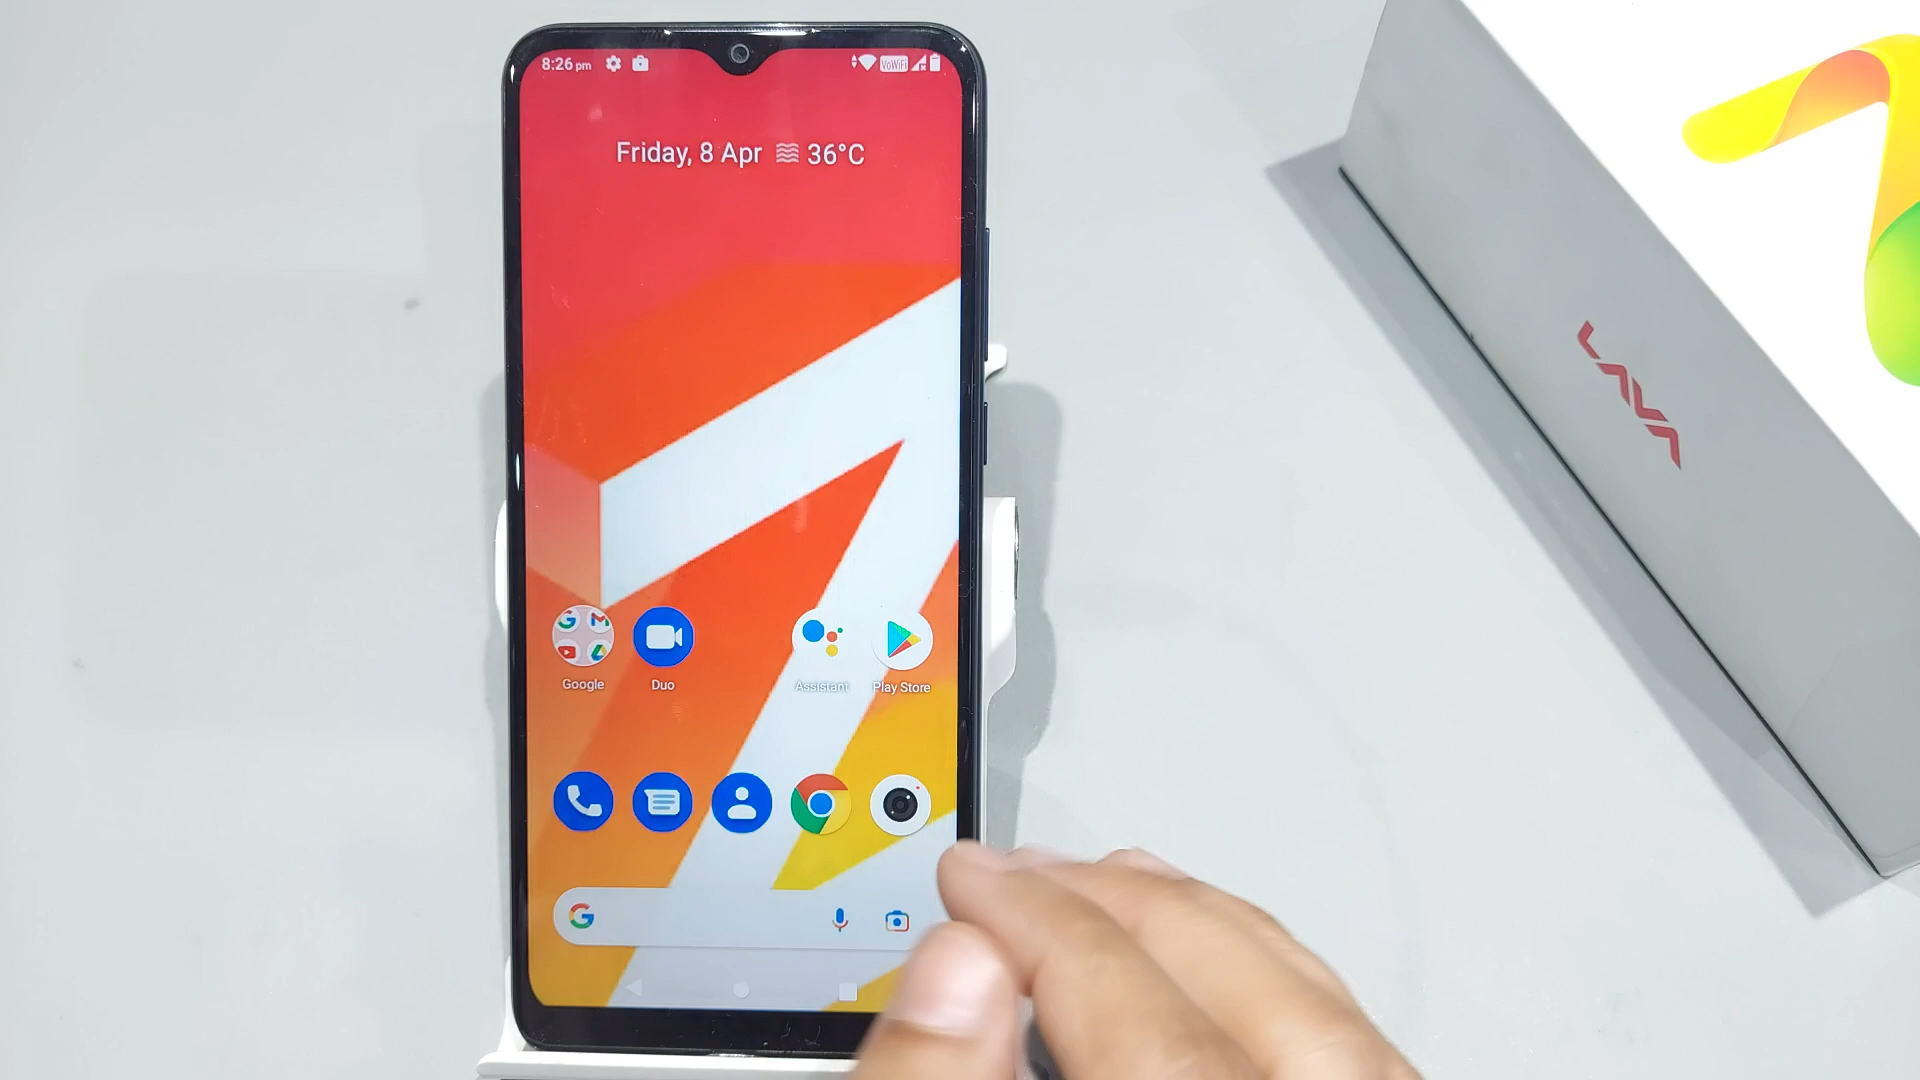 8:26 pm VoWiFi
Friday, 8 Apr 36°C
Google Duo Assistant Play Store
LAVA